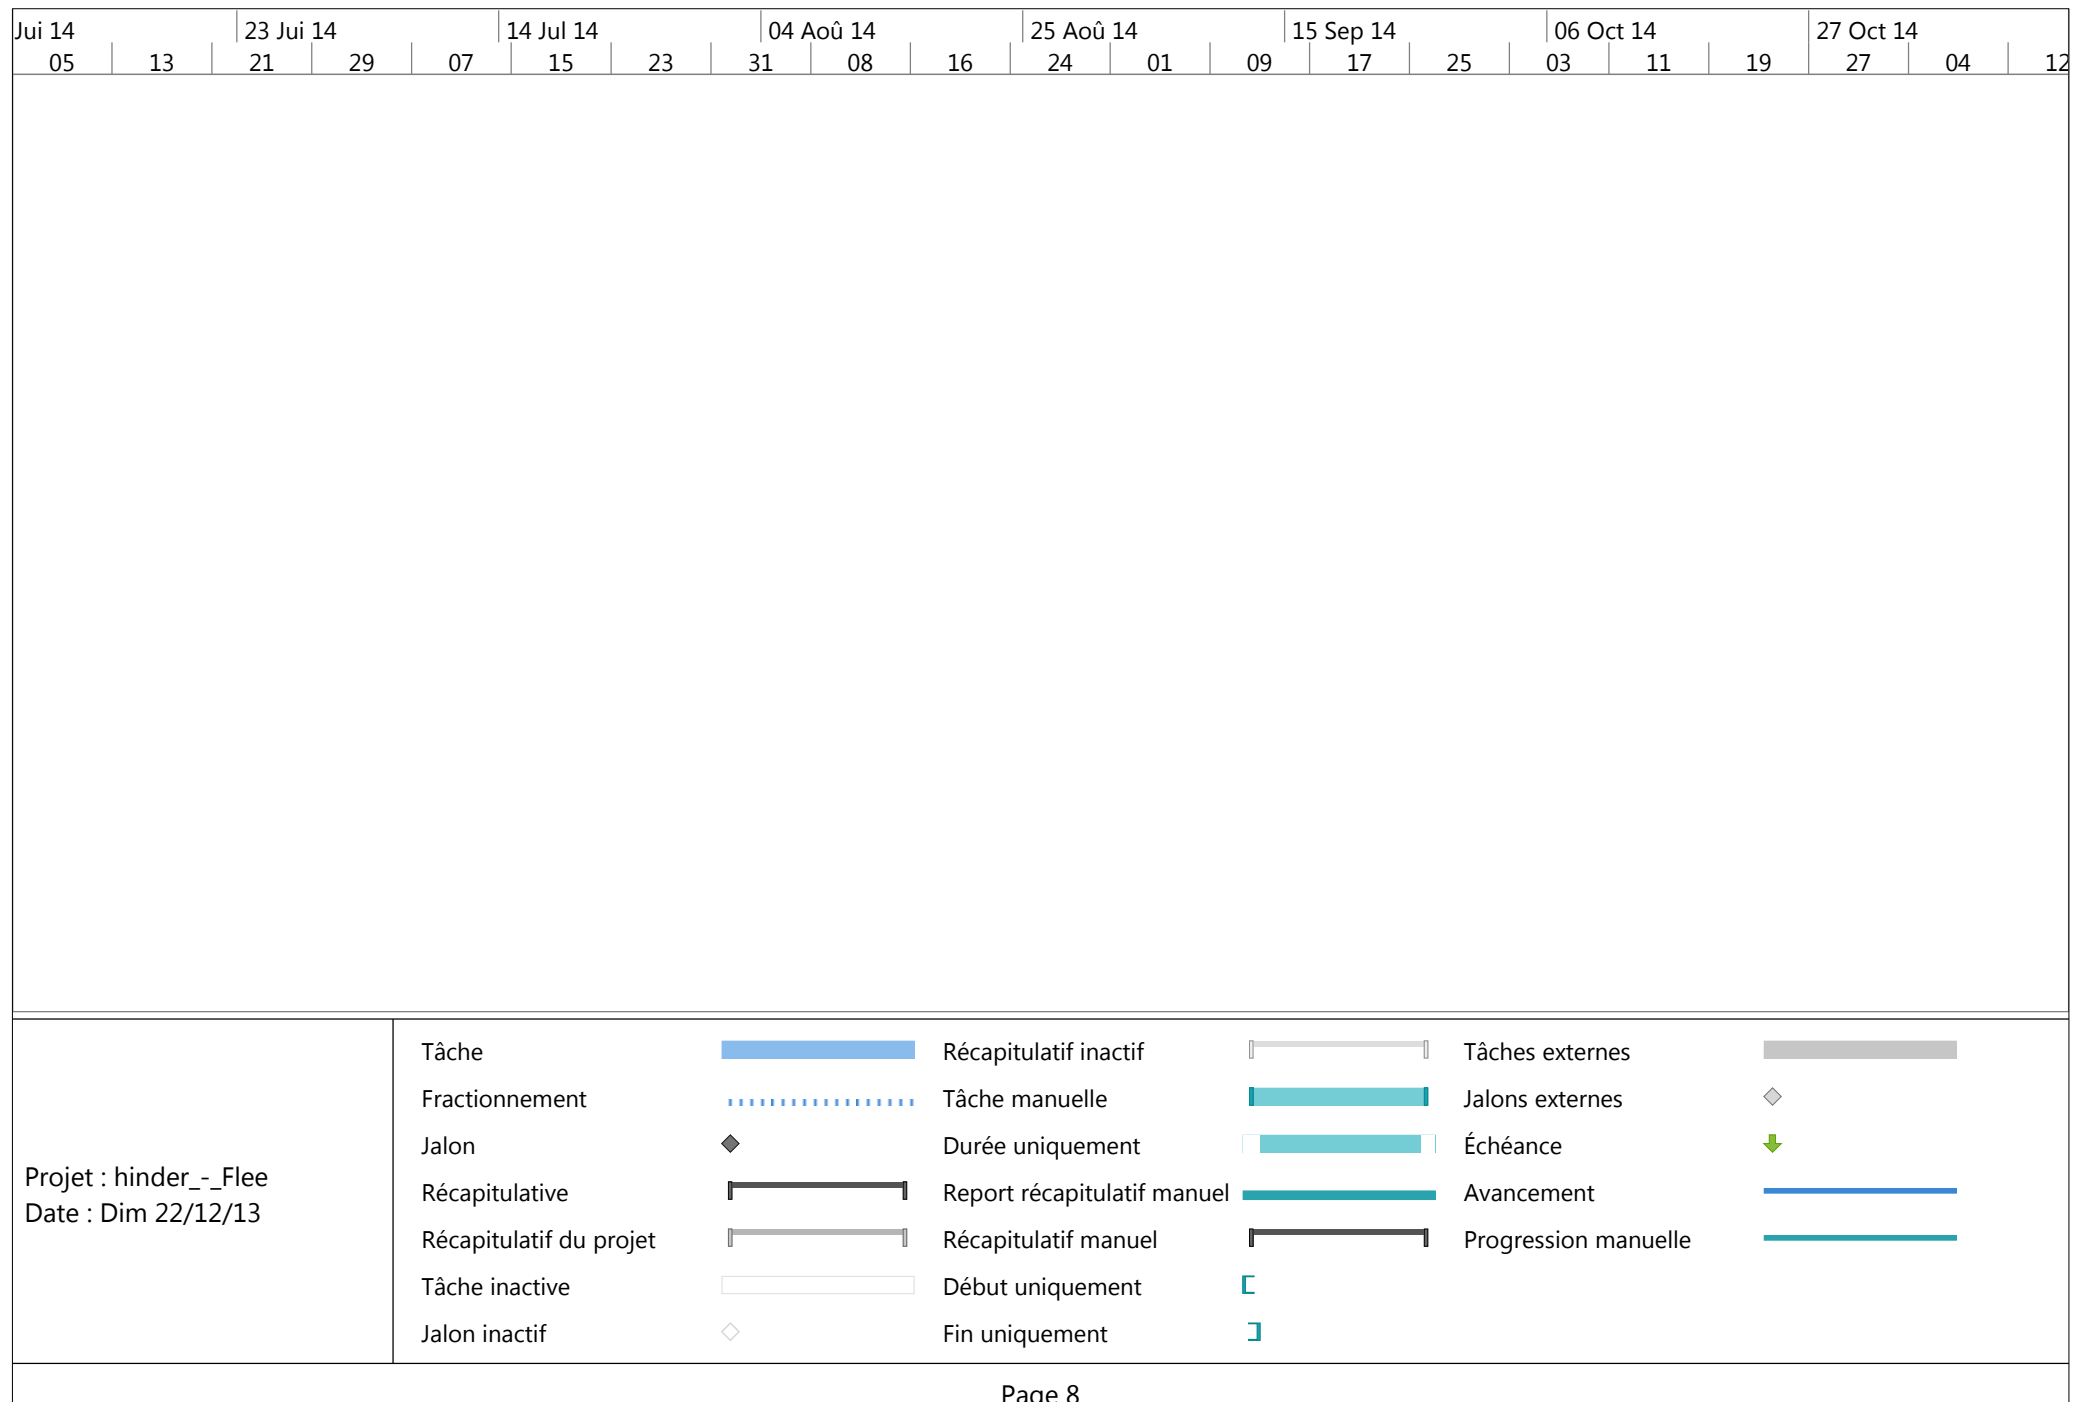 Jui 14 23 Jui 14 14 Jul 14 04 Aoû 14 25 Aoû 14 15 Sep 14 06 Oct 14 27 Oct 14
05 13 21 29 07 15 23 31 08 16 24 01 09 17 25 03 11 19 27 04 12
Projet : hinder_-_Flee
Date : Dim 22/12/13
Tâche
Fractionnement
Jalon
Récapitulative
Récapitulatif du projet
Tâche inactive
Jalon inactif
Récapitulatif inactif
Tâche manuelle
Durée uniquement
Report récapitulatif manuel
Récapitulatif manuel
Début uniquement
Fin uniquement
Tâches externes
Jalons externes
Échéance
Avancement
Progression manuelle
Page 8